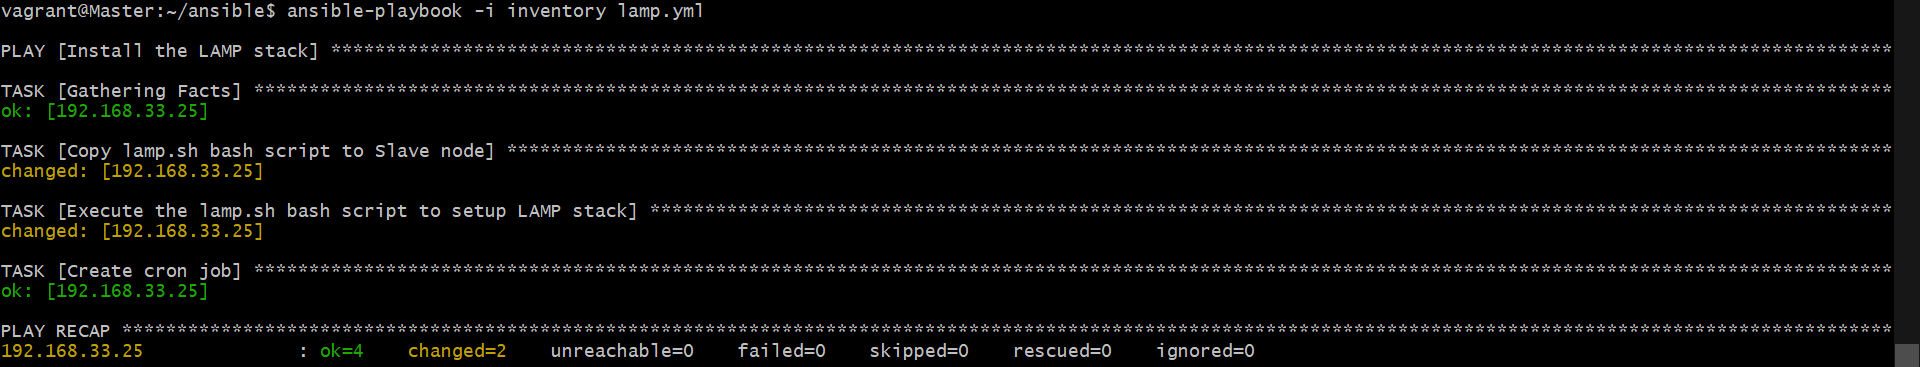 vagrant@Master:~/ansible$ ansible-playbook -i inventory lamp.yml
PLAY [Install the LAMP stack] **********************************************************************************************************************************************
TASK [Gathering Facts] *****************************************************************************************************************************************************
ok: [192.168.33.25]
TASK [Copy lamp.sh bash script to Slave node] ******************************************************************************************************************************
changed: [192.168.33.25]
TASK [Execute the lamp.sh bash script to setup LAMP stack] *****************************************************************************************************************
changed: [192.168.33.25]
TASK [Create cron job] *****************************************************************************************************************************************************
ok: [192.168.33.25]
PLAY RECAP *****************************************************************************************************************************************************************
192.168.33.25              : ok=4    changed=2    unreachable=0    failed=0    skipped=0    rescued=0    ignored=0